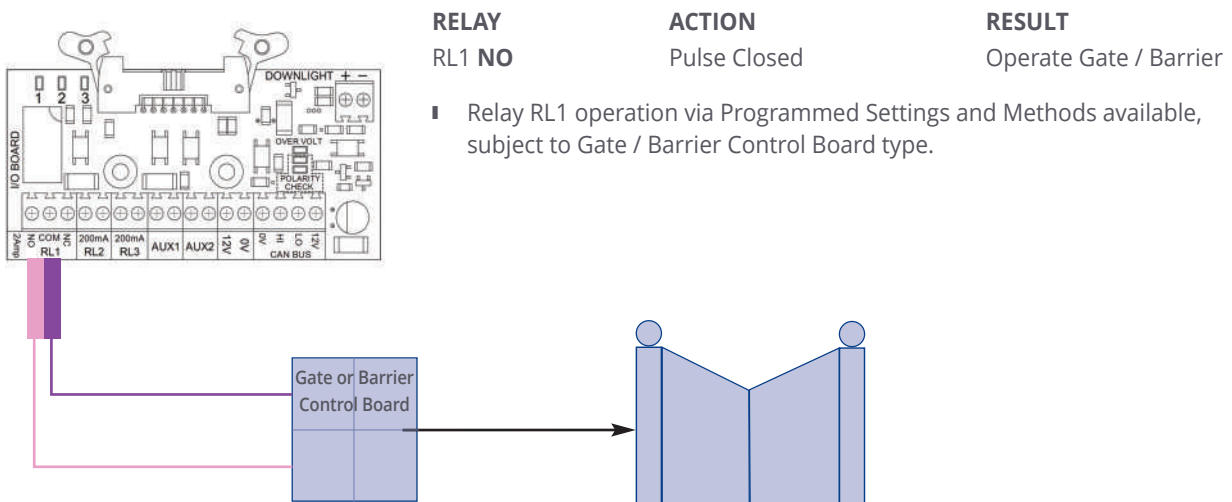 RELAY ACTION RESULT
RL1 NO Pulse Closed Operate Gate / Barrier
▮ Relay RL1 operation via Programmed Settings and Methods available,
subject to Gate / Barrier Control Board type.
DOWNLIGHT + −
1 2 3
I/O BOARD
OVER VOLT
POLARITY
CHECK
2Amp NO COM NC 200mA 200mA AUX1 AUX2 12V 0V 0V HI LO 12V
RL1 RL2 RL3 CAN BUS
Gate or Barrier
Control Board